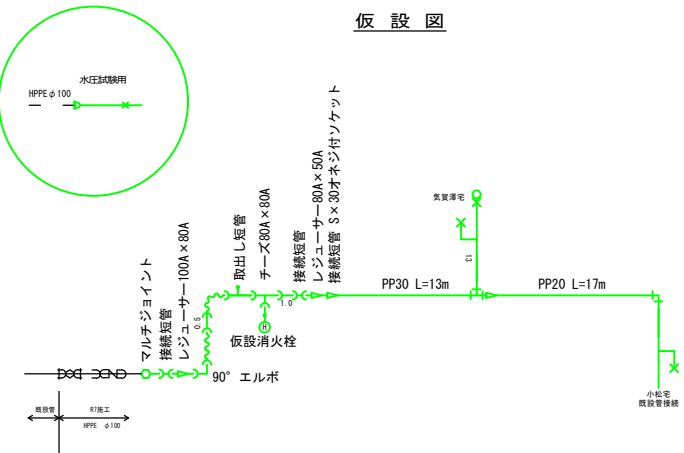 仮 設 図
水圧試験用
HPPEφ100
マルチジョイント
接続短管
レジューサー100A×80A
取出し短管
チーズ80A×80A
接続短管
レジューサー80A×50A
接続短管 S×30オネジ付ソケット
気賀澤宅
13
PP30 L=13m
PP20 L=17m
1.0
0.5
H
仮設消火栓
90° エルボ
小松宅
既設管接続
既設管
R7施工
HPPE φ100